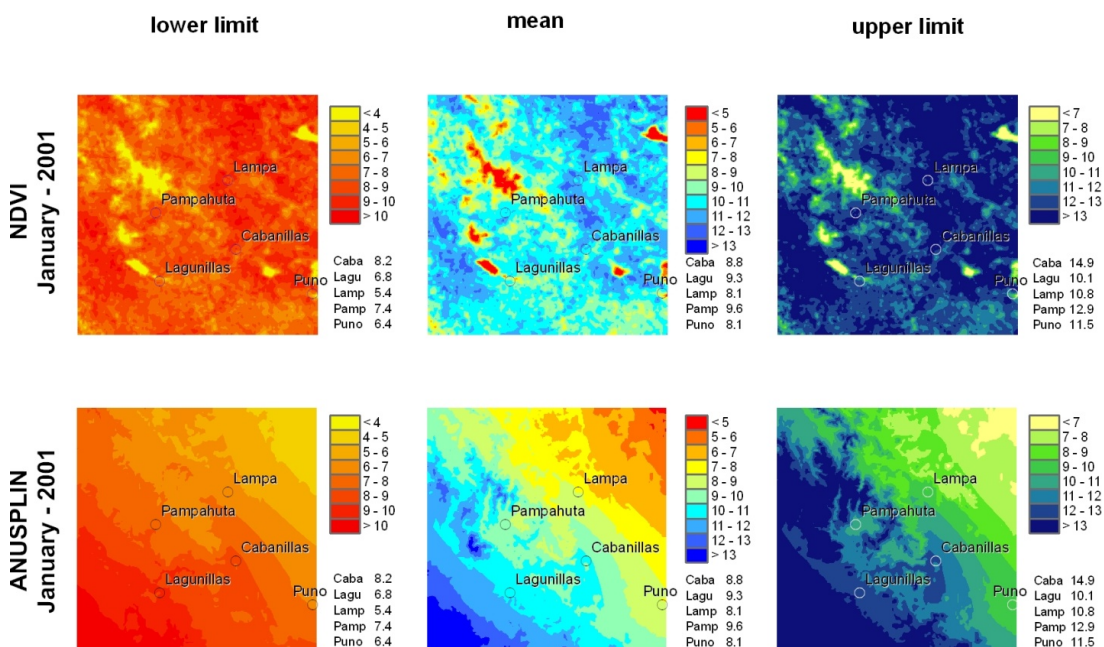 lower limit
mean
upper limit
NDVI
January - 2001
< 4
4 - 5
5 - 6
6 - 7
7 - 8
8 - 9
9 - 10
> 10
Lampa
Pampahuta
Cabanillas
Lagunillas
Puno
Caba 8.2
Lagu 6.8
Lamp 5.4
Pamp 7.4
Puno 6.4
< 5
5 - 6
6 - 7
7 - 8
8 - 9
9 - 10
10 - 11
11 - 12
12 - 13
> 13
Lampa
Pampahuta
Cabanillas
Lagunillas
Puno
Caba 8.8
Lagu 9.3
Lamp 8.1
Pamp 9.6
Puno 8.1
< 7
7 - 8
8 - 9
9 - 10
10 - 11
11 - 12
12 - 13
> 13
Lampa
Pampahuta
Cabanillas
Lagunillas
Puno
Caba 14.9
Lagu 10.1
Lamp 10.8
Pamp 12.9
Puno 11.5
ANUSPLIN
January - 2001
< 4
4 - 5
5 - 6
6 - 7
7 - 8
8 - 9
9 - 10
> 10
Lampa
Pampahuta
Cabanillas
Lagunillas
Puno
Caba 8.2
Lagu 6.8
Lamp 5.4
Pamp 7.4
Puno 6.4
< 5
5 - 6
6 - 7
7 - 8
8 - 9
9 - 10
10 - 11
11 - 12
12 - 13
> 13
Lampa
Pampahuta
Cabanillas
Lagunillas
Puno
Caba 8.8
Lagu 9.3
Lamp 8.1
Pamp 9.6
Puno 8.1
< 7
7 - 8
8 - 9
9 - 10
10 - 11
11 - 12
12 - 13
> 13
Lampa
Pampahuta
Cabanillas
Lagunillas
Puno
Caba 14.9
Lagu 10.1
Lamp 10.8
Pamp 12.9
Puno 11.5